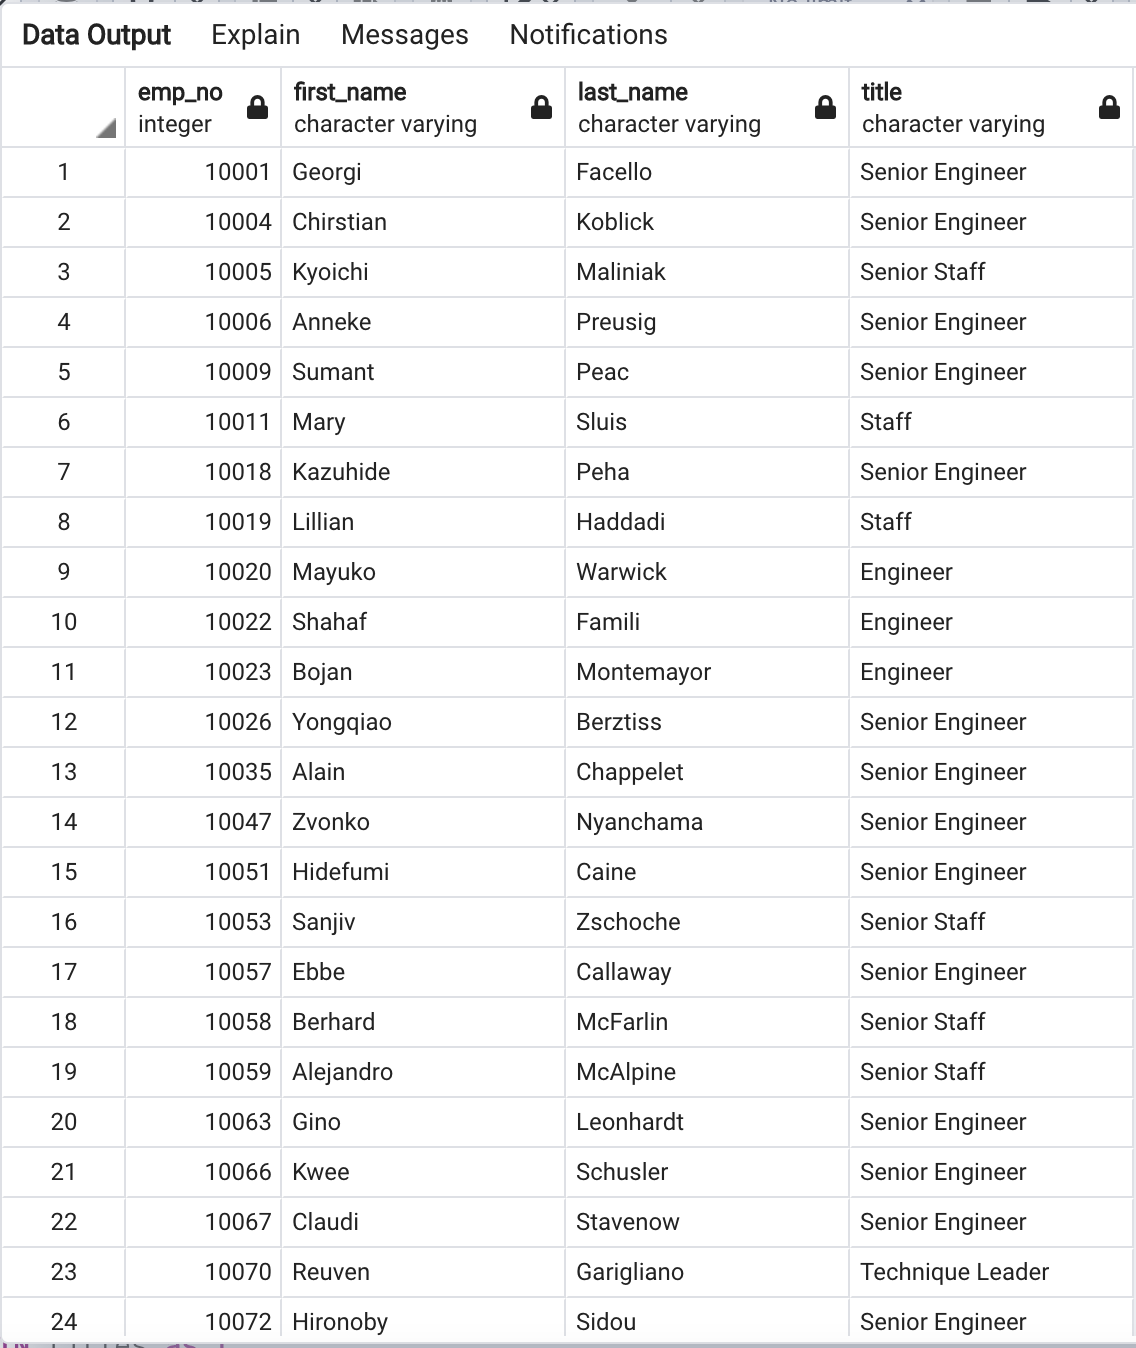 Data Output Explain Messages Notifications
emp_no first_name last_name title
integer character varying character varying character varying
1 10001 Georgi Facello Senior Engineer
2 10004 Chirstian Koblick Senior Engineer
3 10005 Kyoichi Maliniak Senior Staff
4 10006 Anneke Preusig Senior Engineer
5 10009 Sumant Peac Senior Engineer
6 10011 Mary Sluis Staff
7 10018 Kazuhide Peha Senior Engineer
8 10019 Lillian Haddadi Staff
9 10020 Mayuko Warwick Engineer
10 10022 Shahaf Famili Engineer
11 10023 Bojan Montemayor Engineer
12 10026 Yongqiao Berztiss Senior Engineer
13 10035 Alain Chappelet Senior Engineer
14 10047 Zvonko Nyanchama Senior Engineer
15 10051 Hidefumi Caine Senior Engineer
16 10053 Sanjiv Zschoche Senior Staff
17 10057 Ebbe Callaway Senior Engineer
18 10058 Berhard McFarlin Senior Staff
19 10059 Alejandro McAlpine Senior Staff
20 10063 Gino Leonhardt Senior Engineer
21 10066 Kwee Schusler Senior Engineer
22 10067 Claudi Stavenow Senior Engineer
23 10070 Reuven Garigliano Technique Leader
24 10072 Hironoby Sidou Senior Engineer